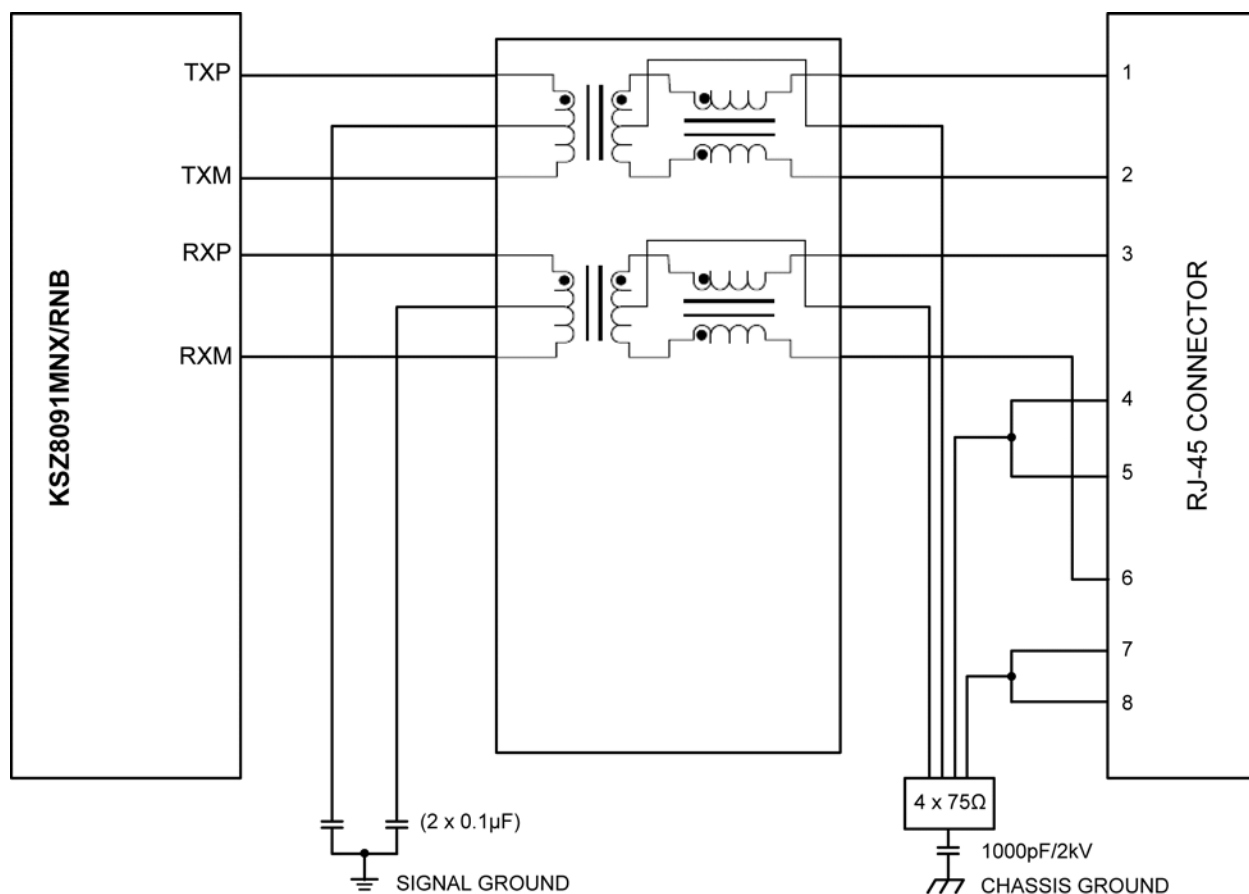 KSZ8091MNX/RNB
TXP
TXM
RXP
RXM
1
2
3
4
5
6
7
8
RJ-45 CONNECTOR
(2 x 0.1µF)
SIGNAL GROUND
4 x 75Ω
1000pF/2kV
CHASSIS GROUND